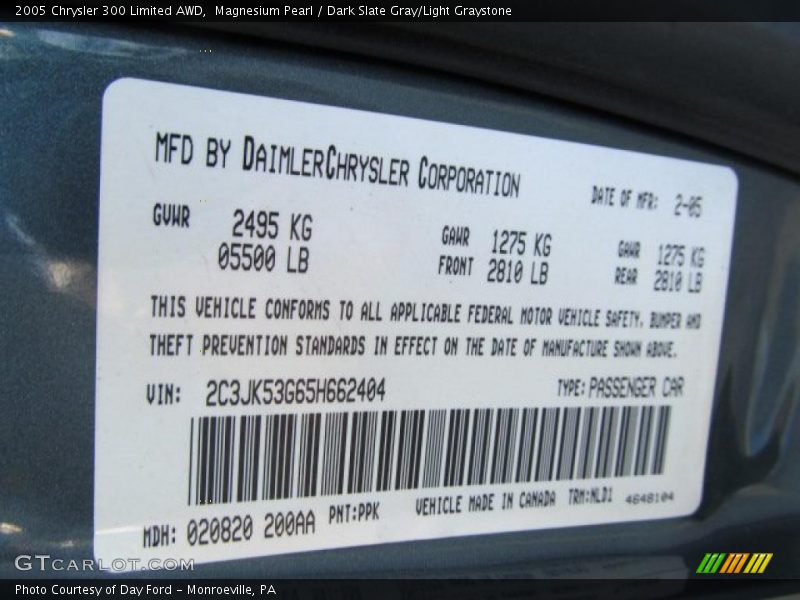 2005 Chrysler 300 Limited AWD,  Magnesium Pearl / Dark Slate Gray/Light Graystone
MFD BY DAIMLERCHRYSLER CORPORATION
DATE OF MFR: 2-05
GVWR 2495 KG GAWR 1275 KG GAWR 1275 KG
05500 LB FRONT 2810 LB REAR 2810 LB
THIS VEHICLE CONFORMS TO ALL APPLICABLE FEDERAL MOTOR VEHICLE SAFETY, BUMPER AND
THEFT PREVENTION STANDARDS IN EFFECT ON THE DATE OF MANUFACTURE SHOWN ABOVE.
VIN: 2C3JK53G65H662404 TYPE: PASSENGER CAR
MDH: 020820 200AA PNT:PPK VEHICLE MADE IN CANADA TRM:NLD1 4648104
GTCARLOT.COM
Photo Courtesy of Day Ford – Monroeville, PA